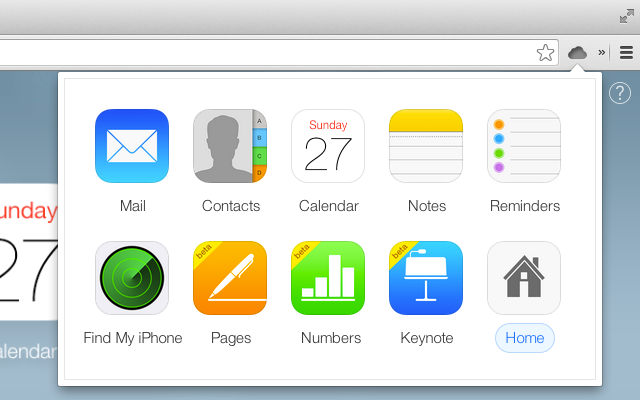 »
?
A
B
C
D
Sunday
27
Mail
Contacts
Calendar
Notes
Reminders
beta
beta
beta
Find My iPhone
Pages
Numbers
Keynote
Home
unday
27
alendar